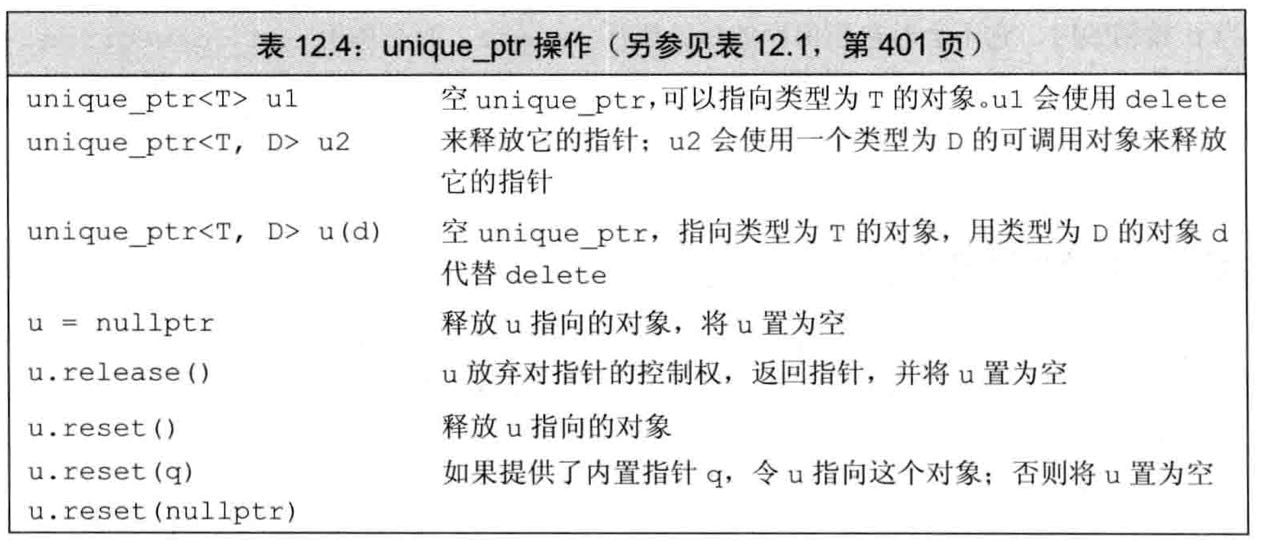 表 12.4：unique_ptr 操作（另参见表 12.1，第 401 页）
unique_ptr<T> u1 空 unique_ptr，可以指向类型为 T 的对象。u1 会使用 delete
unique_ptr<T, D> u2 来释放它的指针；u2 会使用一个类型为 D 的可调用对象来释放
它的指针
unique_ptr<T, D> u(d) 空 unique_ptr，指向类型为 T 的对象，用类型为 D 的对象 d
代替 delete
u = nullptr 释放 u 指向的对象，将 u 置为空
u.release() u 放弃对指针的控制权，返回指针，并将 u 置为空
u.reset() 释放 u 指向的对象
u.reset(q) 如果提供了内置指针 q，令 u 指向这个对象；否则将 u 置为空
u.reset(nullptr)